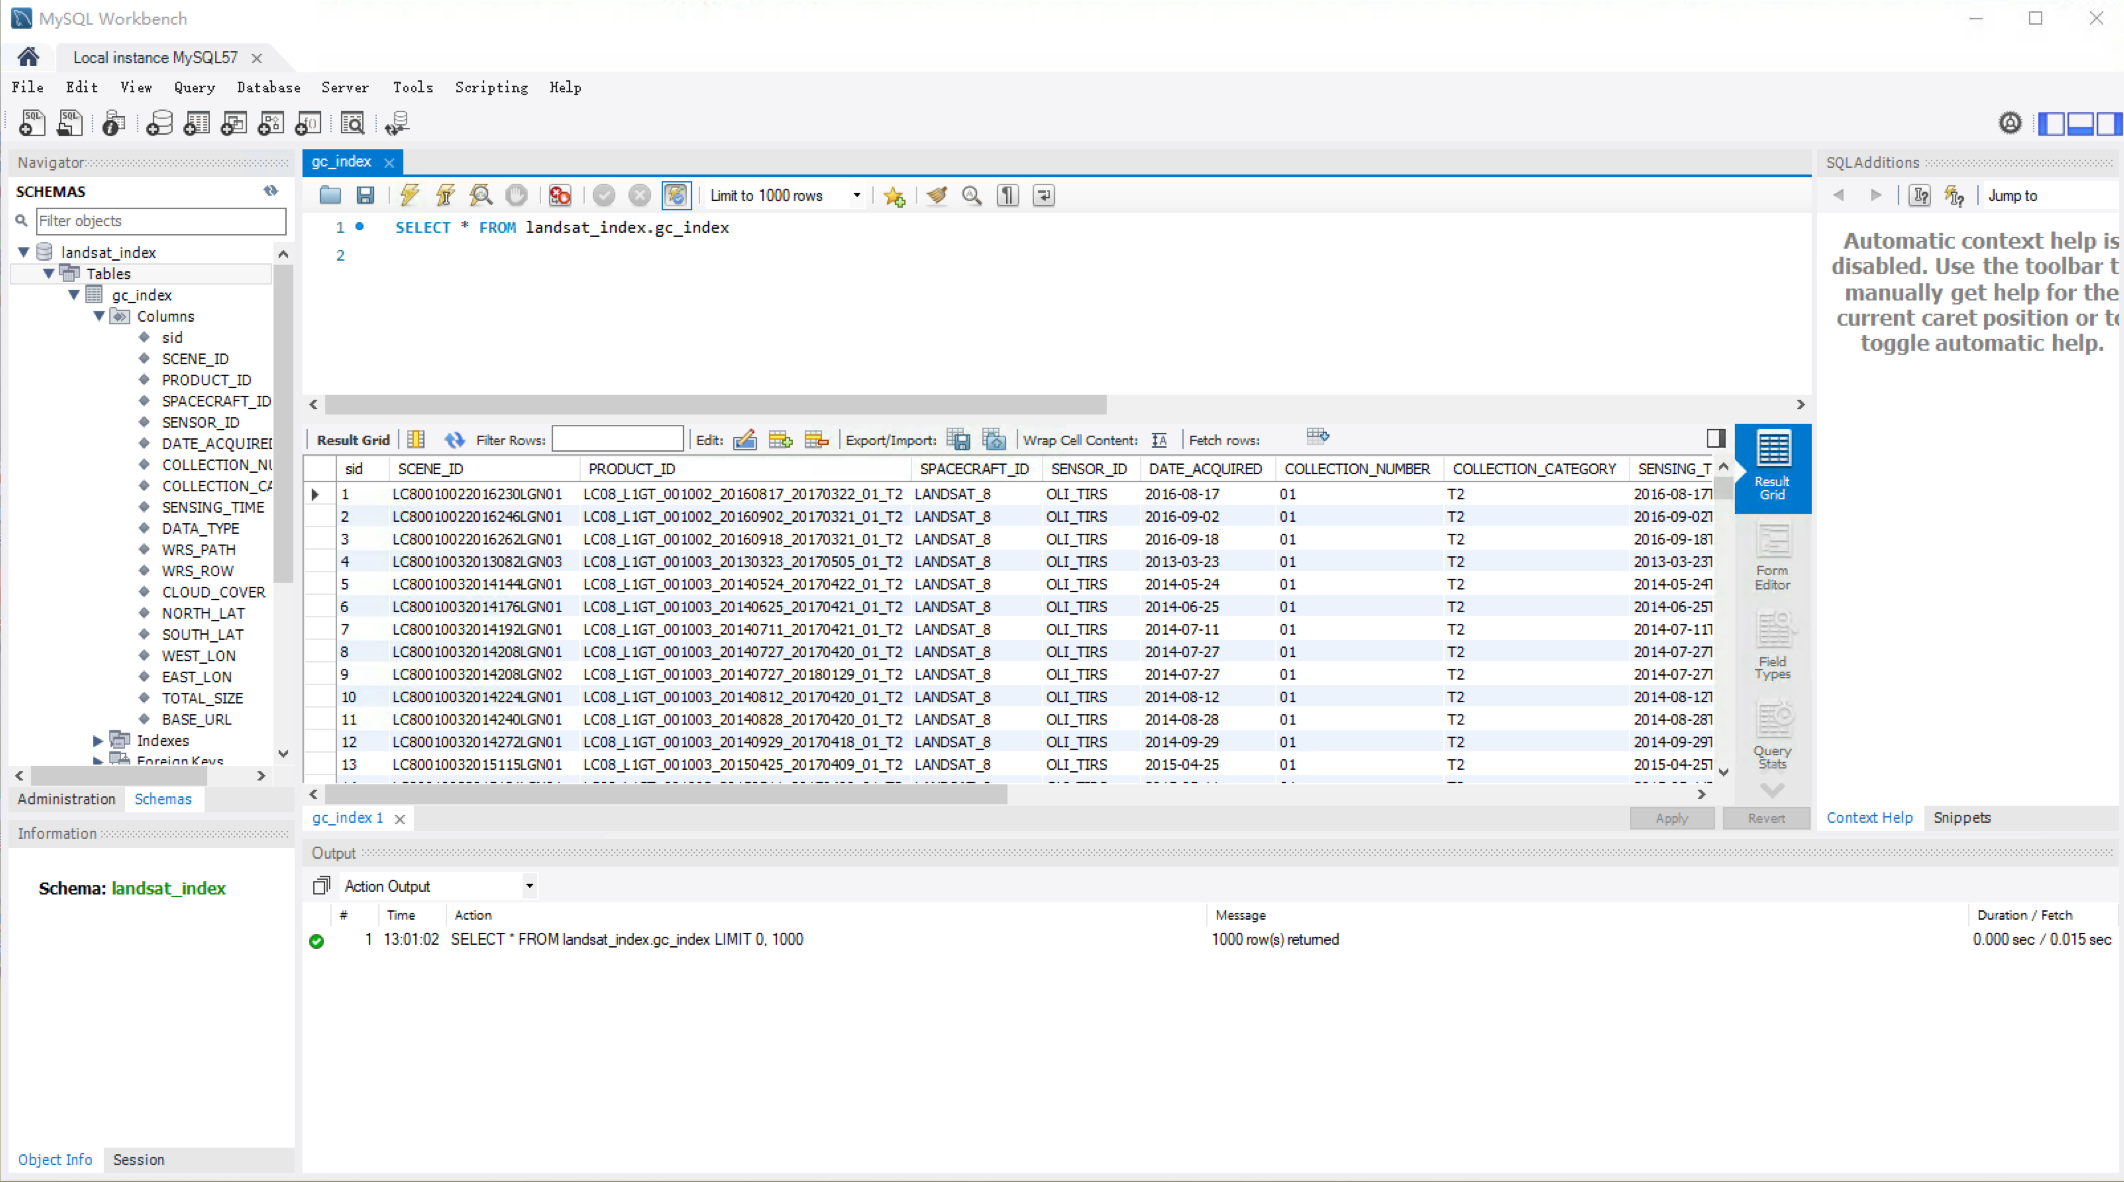 MySQL Workbench
Local instance MySQL57
File Edit View Query Database Server Tools Scripting Help
Navigator
SCHEMAS
Filter objects
landsat_index
Tables
gc_index
Columns
sid
SCENE_ID
PRODUCT_ID
SPACECRAFT_ID
SENSOR_ID
DATE_ACQUIRED
COLLECTION_NU
COLLECTION_CA
SENSING_TIME
DATA_TYPE
WRS_PATH
WRS_ROW
CLOUD_COVER
NORTH_LAT
SOUTH_LAT
WEST_LON
EAST_LON
TOTAL_SIZE
BASE_URL
Indexes
Foreign Keys
Administration Schemas
Information
Schema: landsat_index
Object Info Session
gc_index
Limit to 1000 rows
1 SELECT * FROM landsat_index.gc_index
2
Result Grid Filter Rows: Edit: Export/Import: Wrap Cell Content: Fetch rows:
sid SCENE_ID PRODUCT_ID SPACECRAFT_ID SENSOR_ID DATE_ACQUIRED COLLECTION_NUMBER COLLECTION_CATEGORY SENSING_T
1 LC80010022016230LGN01 LC08_L1GT_001002_20160817_20170322_01_T2 LANDSAT_8 OLI_TIRS 2016-08-17 01 T2 2016-08-17T
2 LC80010022016246LGN01 LC08_L1GT_001002_20160902_20170321_01_T2 LANDSAT_8 OLI_TIRS 2016-09-02 01 T2 2016-09-02T
3 LC80010022016262LGN01 LC08_L1GT_001002_20160918_20170321_01_T2 LANDSAT_8 OLI_TIRS 2016-09-18 01 T2 2016-09-18T
4 LC80010032013082LGN03 LC08_L1GT_001003_20130323_20170505_01_T2 LANDSAT_8 OLI_TIRS 2013-03-23 01 T2 2013-03-23T
5 LC80010032014144LGN01 LC08_L1GT_001003_20140524_20170422_01_T2 LANDSAT_8 OLI_TIRS 2014-05-24 01 T2 2014-05-24T
6 LC80010032014176LGN01 LC08_L1GT_001003_20140625_20170421_01_T2 LANDSAT_8 OLI_TIRS 2014-06-25 01 T2 2014-06-25T
7 LC80010032014192LGN01 LC08_L1GT_001003_20140711_20170421_01_T2 LANDSAT_8 OLI_TIRS 2014-07-11 01 T2 2014-07-11T
8 LC80010032014208LGN01 LC08_L1GT_001003_20140727_20170420_01_T2 LANDSAT_8 OLI_TIRS 2014-07-27 01 T2 2014-07-27T
9 LC80010032014208LGN02 LC08_L1GT_001003_20140727_20180129_01_T2 LANDSAT_8 OLI_TIRS 2014-07-27 01 T2 2014-07-27T
10 LC80010032014224LGN01 LC08_L1GT_001003_20140812_20170420_01_T2 LANDSAT_8 OLI_TIRS 2014-08-12 01 T2 2014-08-12T
11 LC80010032014240LGN01 LC08_L1GT_001003_20140828_20170420_01_T2 LANDSAT_8 OLI_TIRS 2014-08-28 01 T2 2014-08-28T
12 LC80010032014272LGN01 LC08_L1GT_001003_20140929_20170418_01_T2 LANDSAT_8 OLI_TIRS 2014-09-29 01 T2 2014-09-29T
13 LC80010032015115LGN01 LC08_L1GT_001003_20150425_20170409_01_T2 LANDSAT_8 OLI_TIRS 2015-04-25 01 T2 2015-04-25T
Result
Grid
Form
Editor
Field
Types
Query
Stats
gc_index 1
Apply Revert
SQLAdditions
Jump to
Automatic context help is
disabled. Use the toolbar t
manually get help for the
current caret position or to
toggle automatic help.
Context Help Snippets
Output
Action Output
# Time Action Message Duration / Fetch
1 13:01:02 SELECT * FROM landsat_index.gc_index LIMIT 0, 1000 1000 row(s) returned 0.000 sec / 0.015 sec